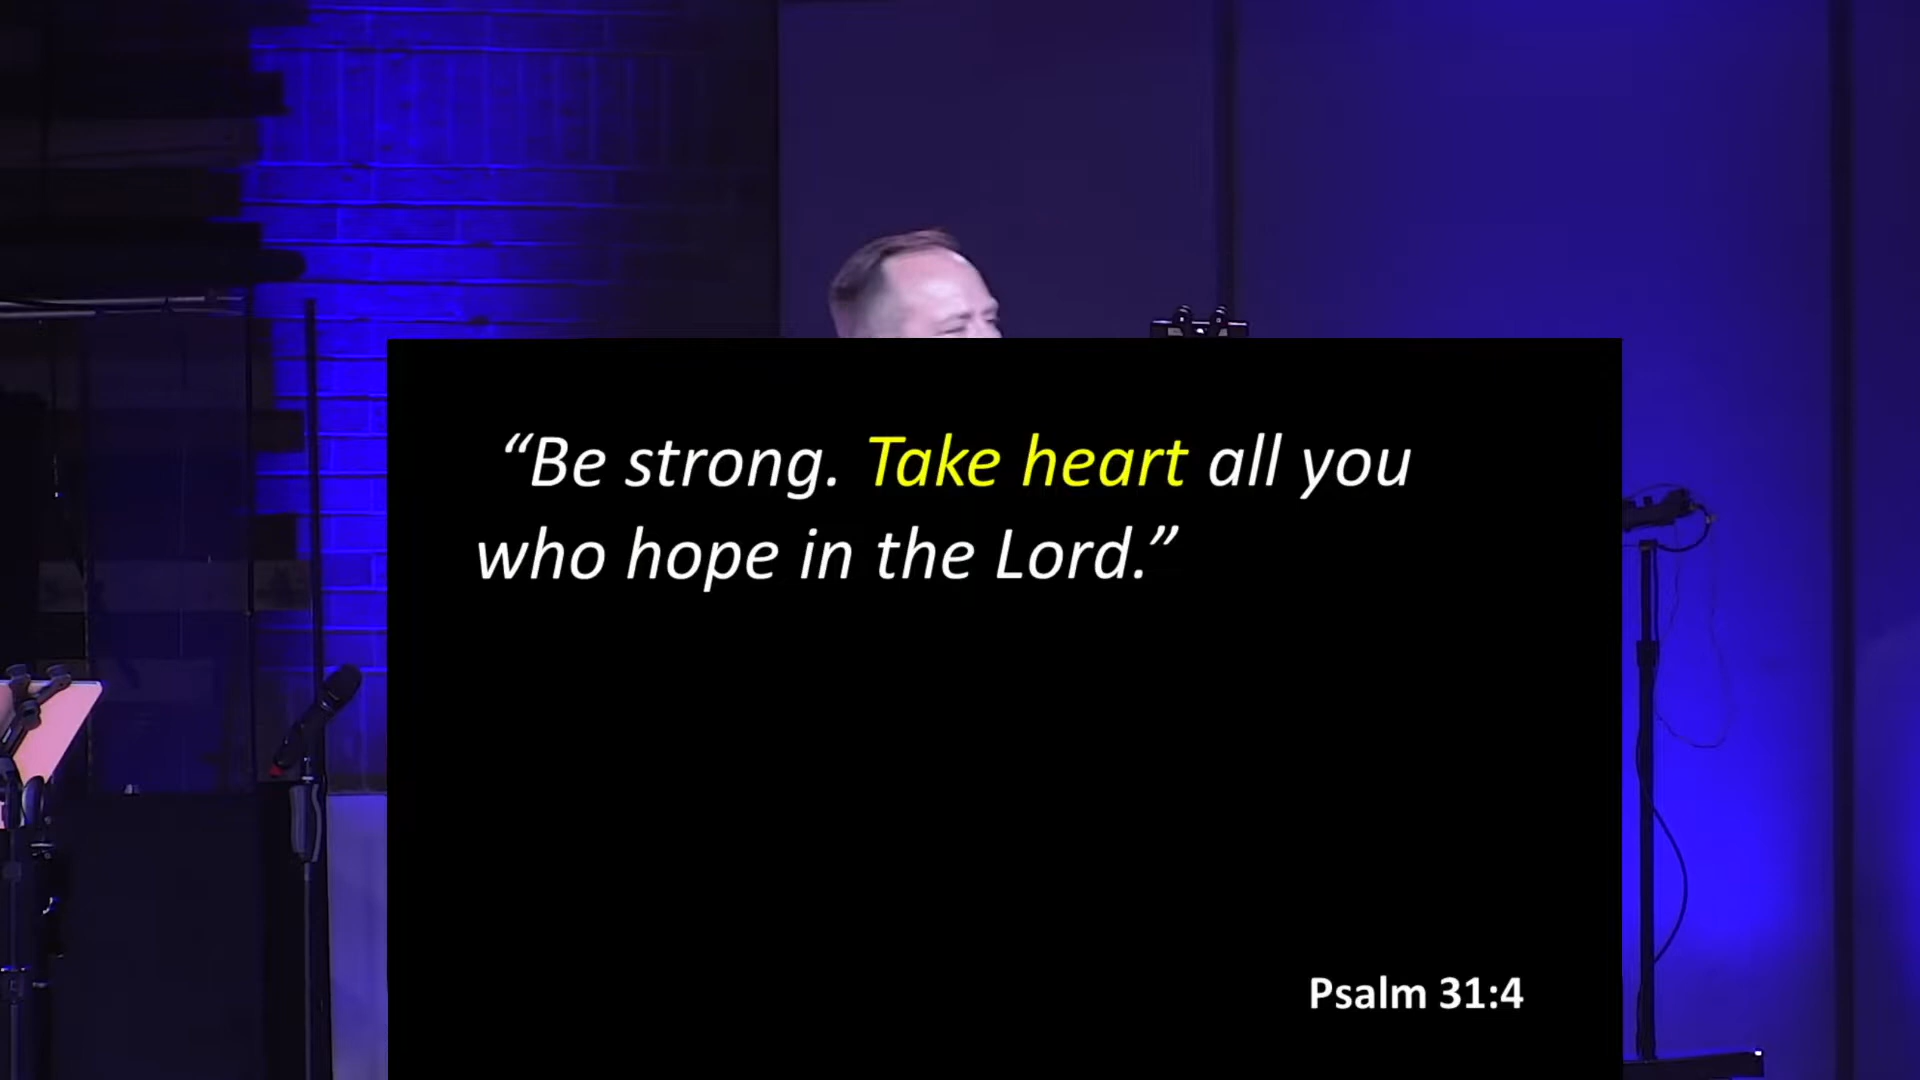 “Be strong. Take heart all you
who hope in the Lord.”
Psalm 31:4